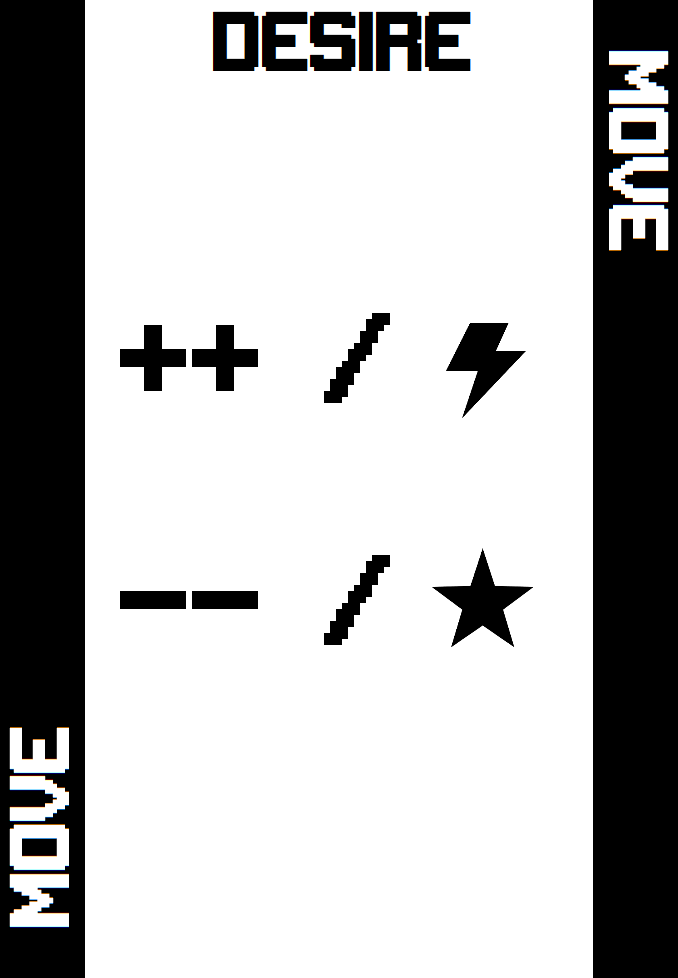 DESIRE
MOVE
++ / ⚡
-- / ★
MOVE